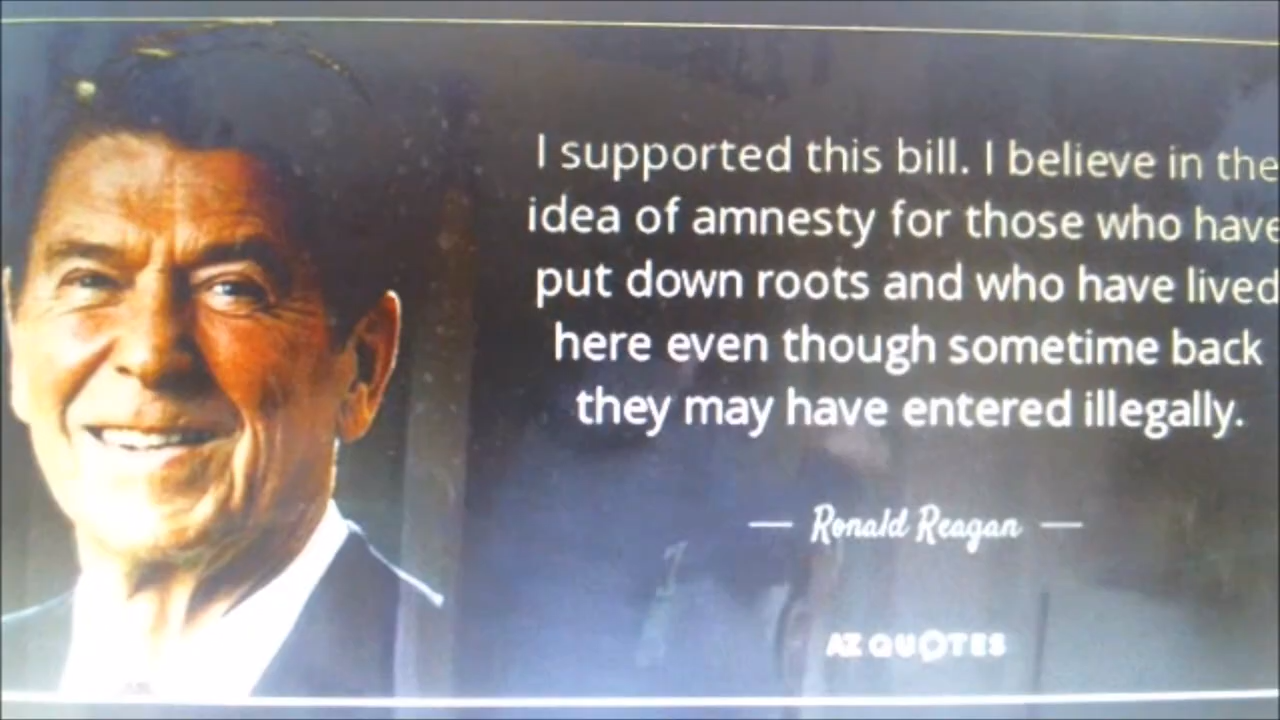 I supported this bill. I believe in the
idea of amnesty for those who have
put down roots and who have lived
here even though sometime back
they may have entered illegally.
— Ronald Reagan —
AZ QUOTES